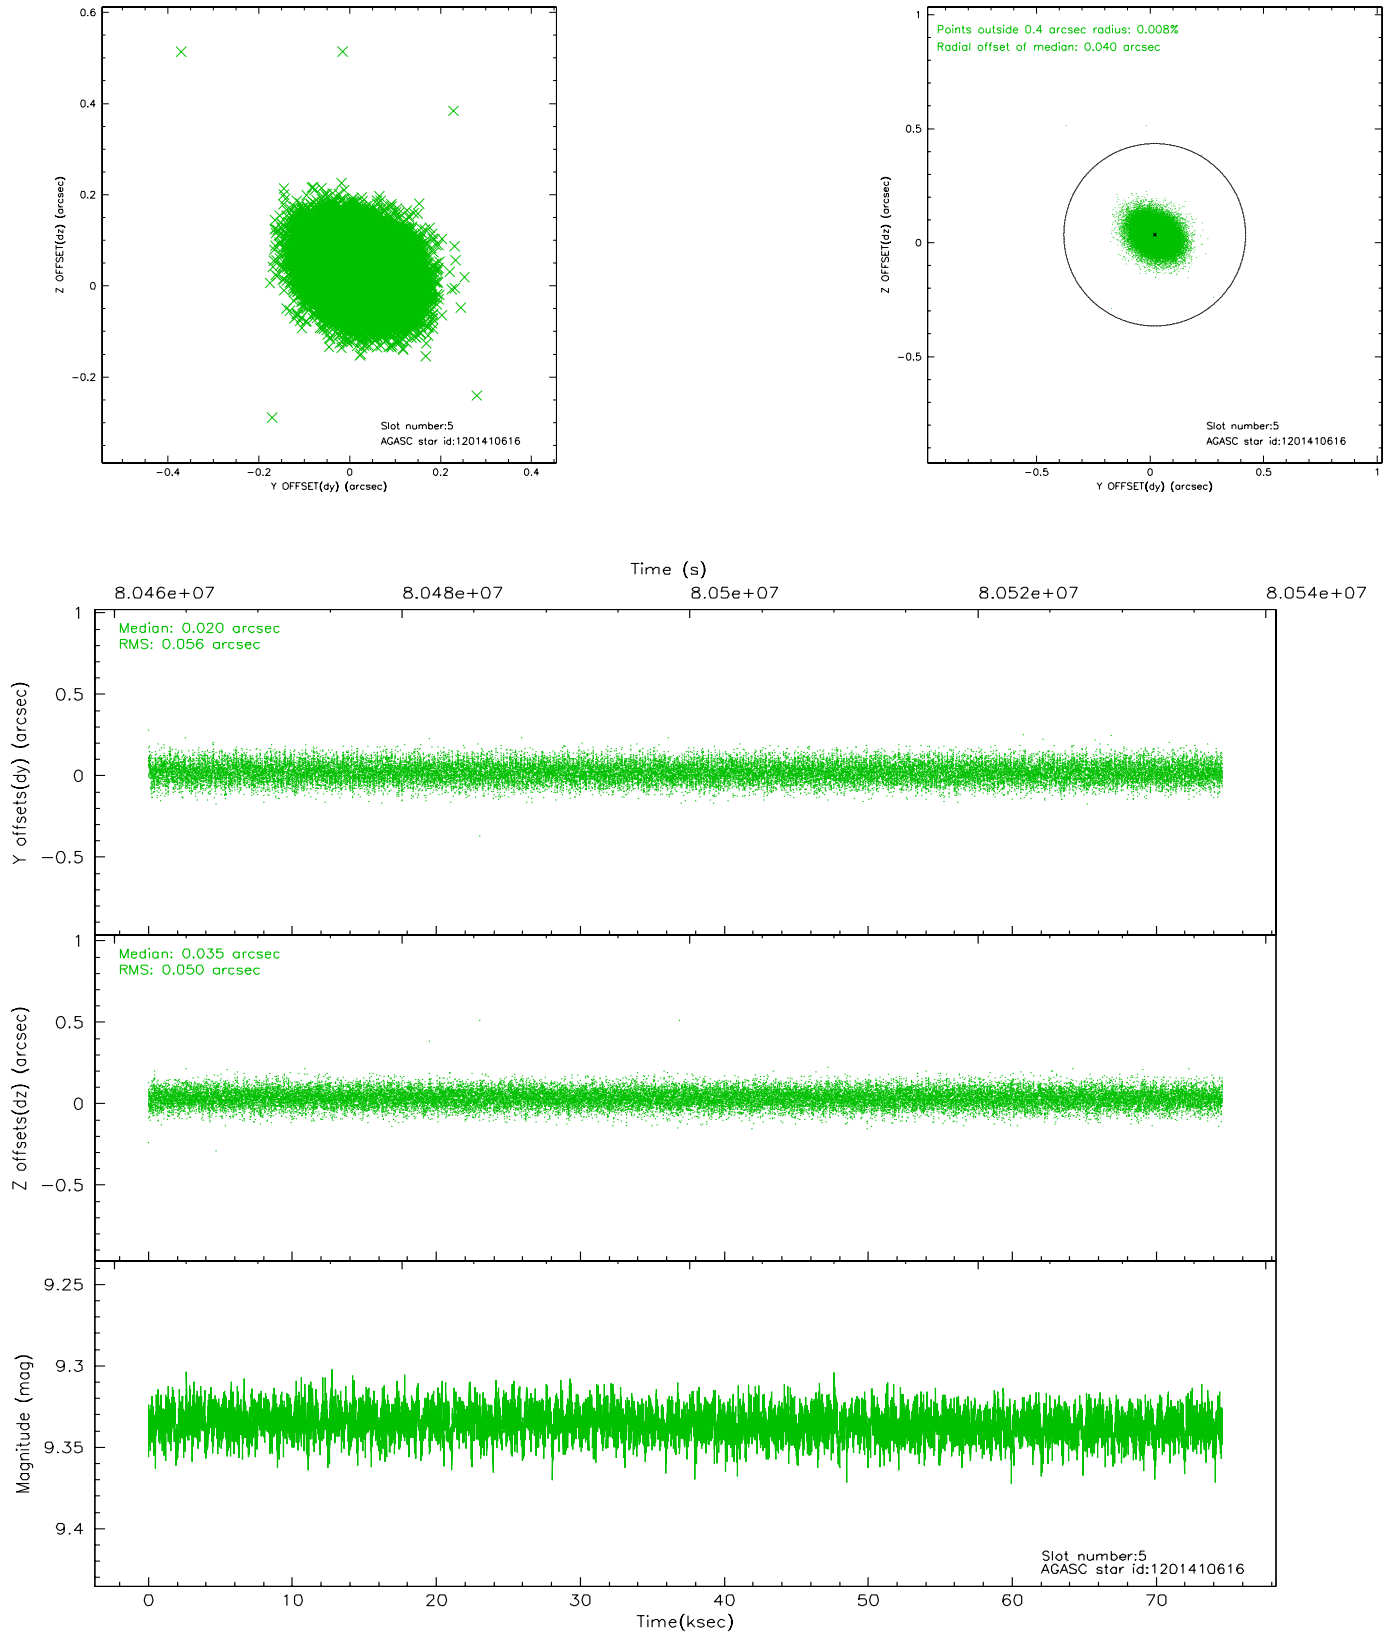 0.6
0.4
0.2
0
−0.2
Z OFFSET(dz) (arcsec)
Slot number:5
AGASC star id:1201410616
−0.4
−0.2
0
0.2
0.4
Y OFFSET(dy) (arcsec)
Points outside 0.4 arcsec radius: 0.008%
Radial offset of median: 0.040 arcsec
1
0.5
0
−0.5
Z OFFSET(dz) (arcsec)
Slot number:5
AGASC star id:1201410616
−0.5
0
0.5
1
Y OFFSET(dy) (arcsec)
Time (s)
8.046e+07
8.048e+07
8.05e+07
8.052e+07
8.054e+07
Median: 0.020 arcsec
RMS: 0.056 arcsec
1
0.5
0
−0.5
Y offsets(dy) (arcsec)
Median: 0.035 arcsec
RMS: 0.050 arcsec
1
0.5
0
−0.5
Z offsets(dz) (arcsec)
9.25
9.3
9.35
9.4
Magnitude (mag)
Slot number:5
AGASC star id:1201410616
0
10
20
30
40
50
60
70
Time(ksec)